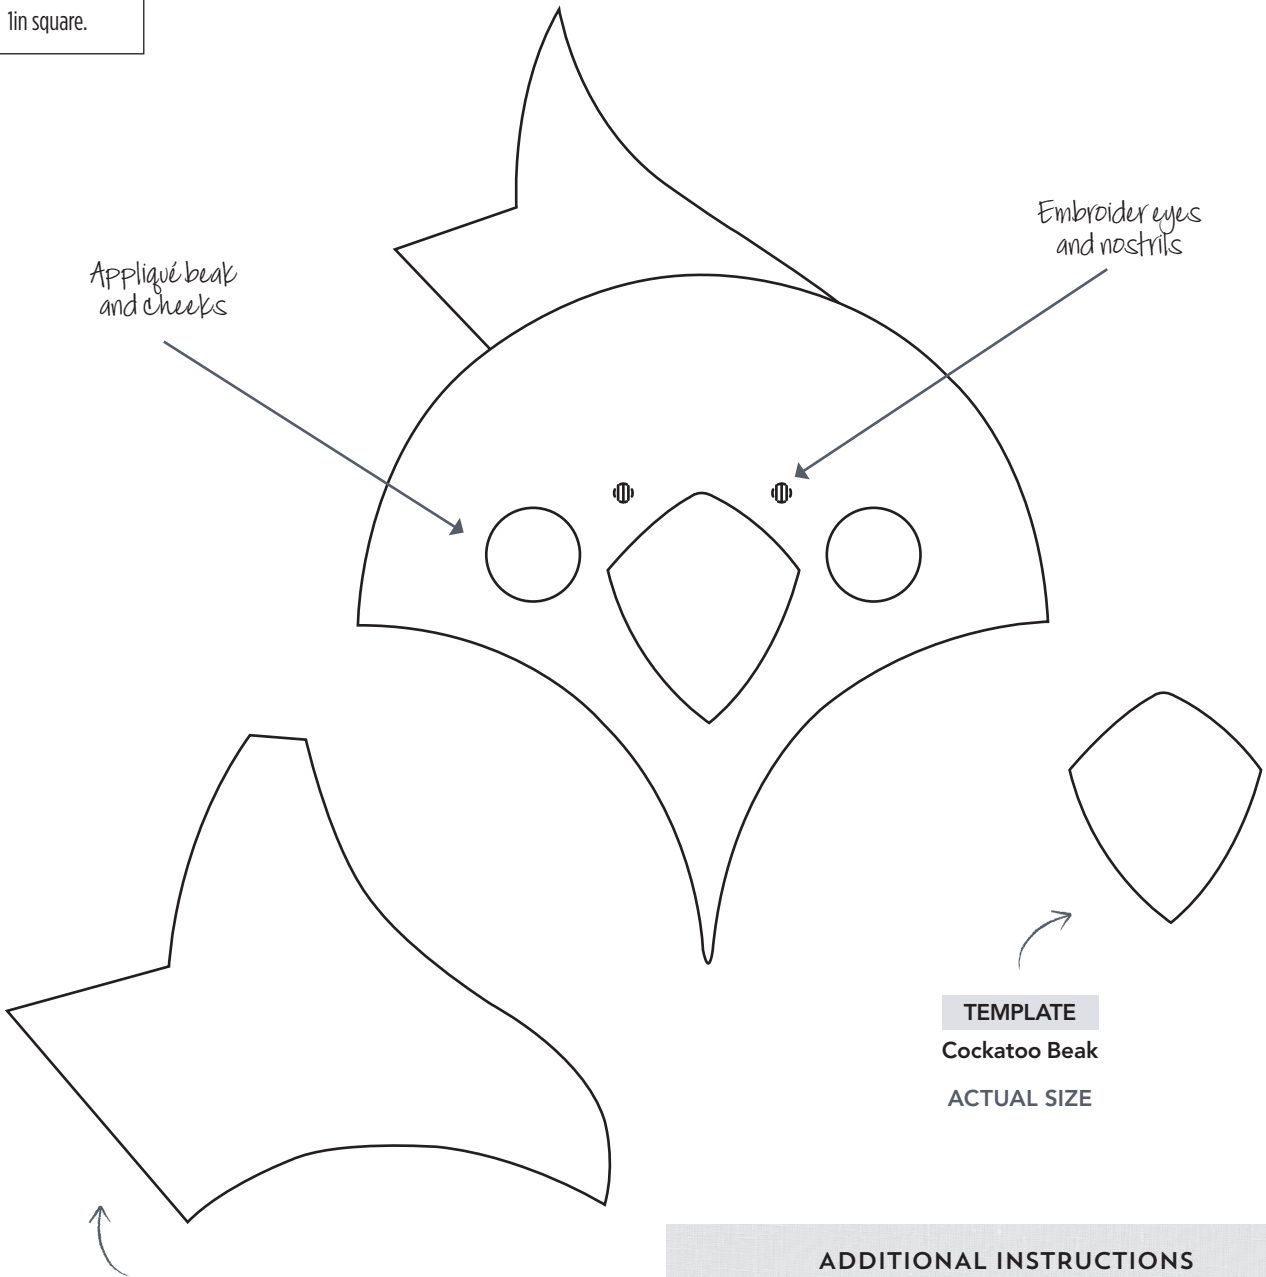 1in square.
Embroider eyes
and nostrils
Appliqué beak
and cheeks
TEMPLATE
Cockatoo Beak
ACTUAL SIZE
ADDITIONAL INSTRUCTIONS